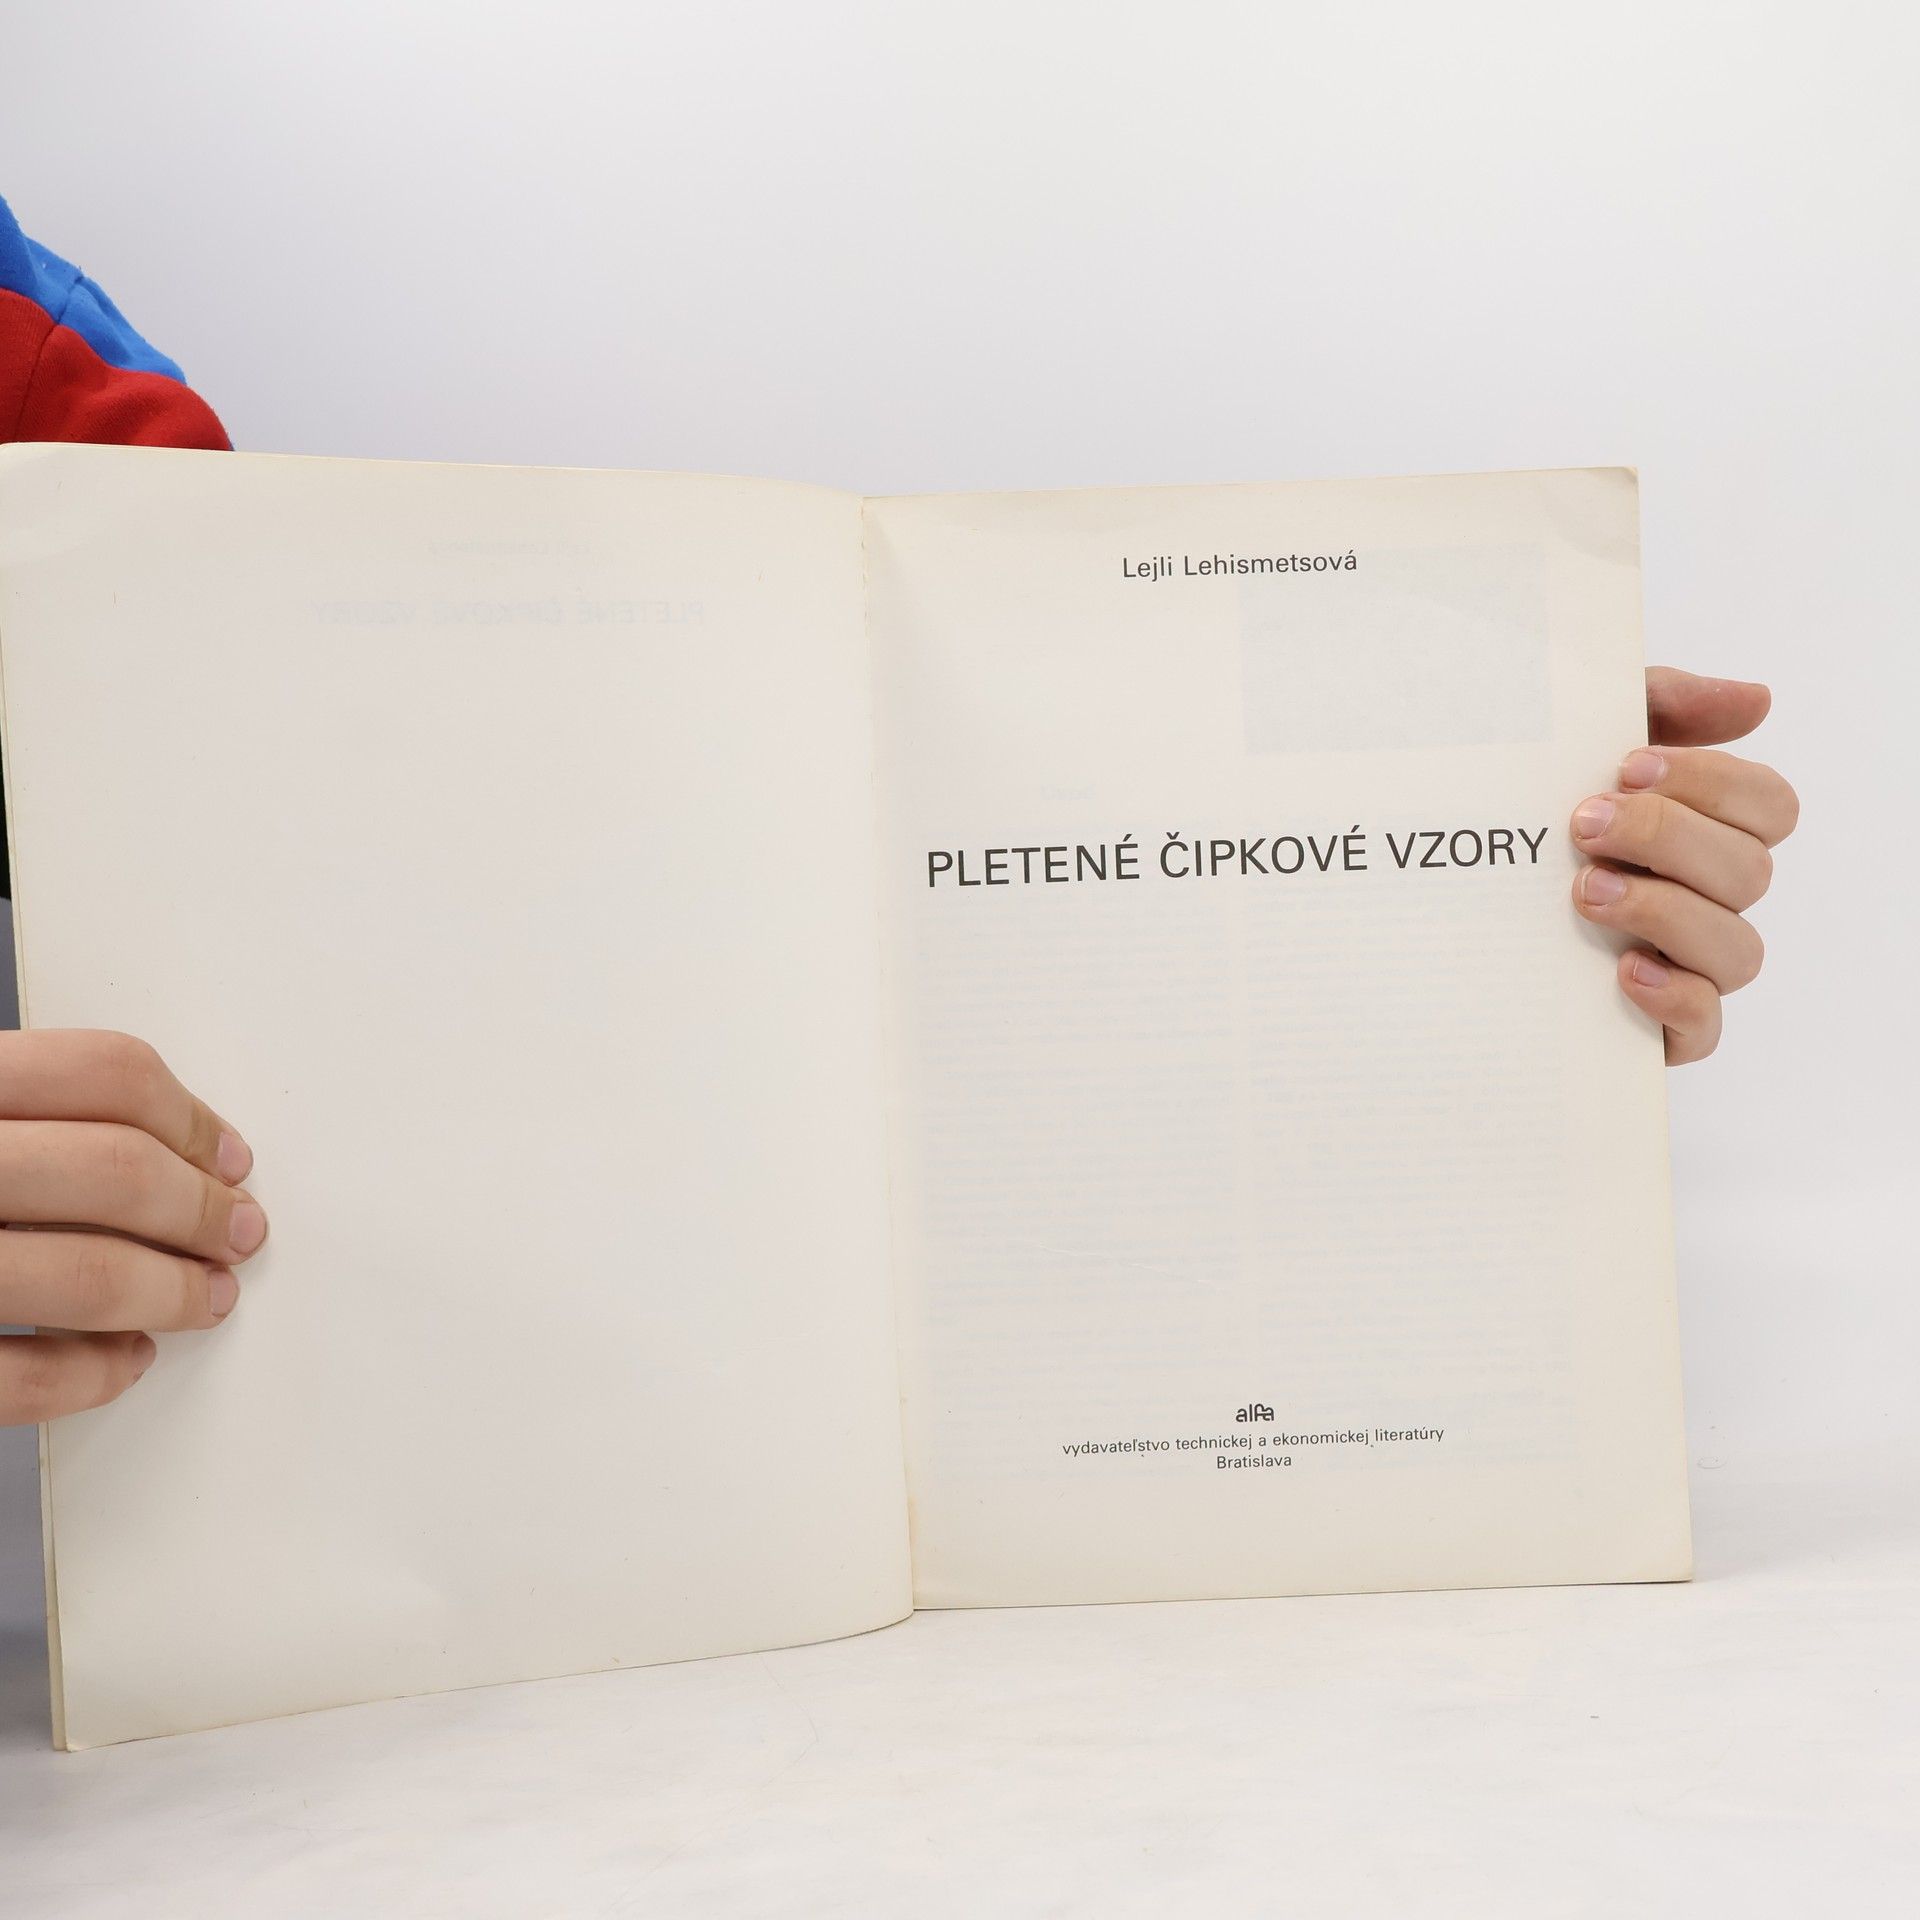 Lejli Lehismetsová
PLETENÉ ČIPKOVÉ VZORY
alfa
vydavateľstvo technickej a ekonomickej literatúry
Bratislava